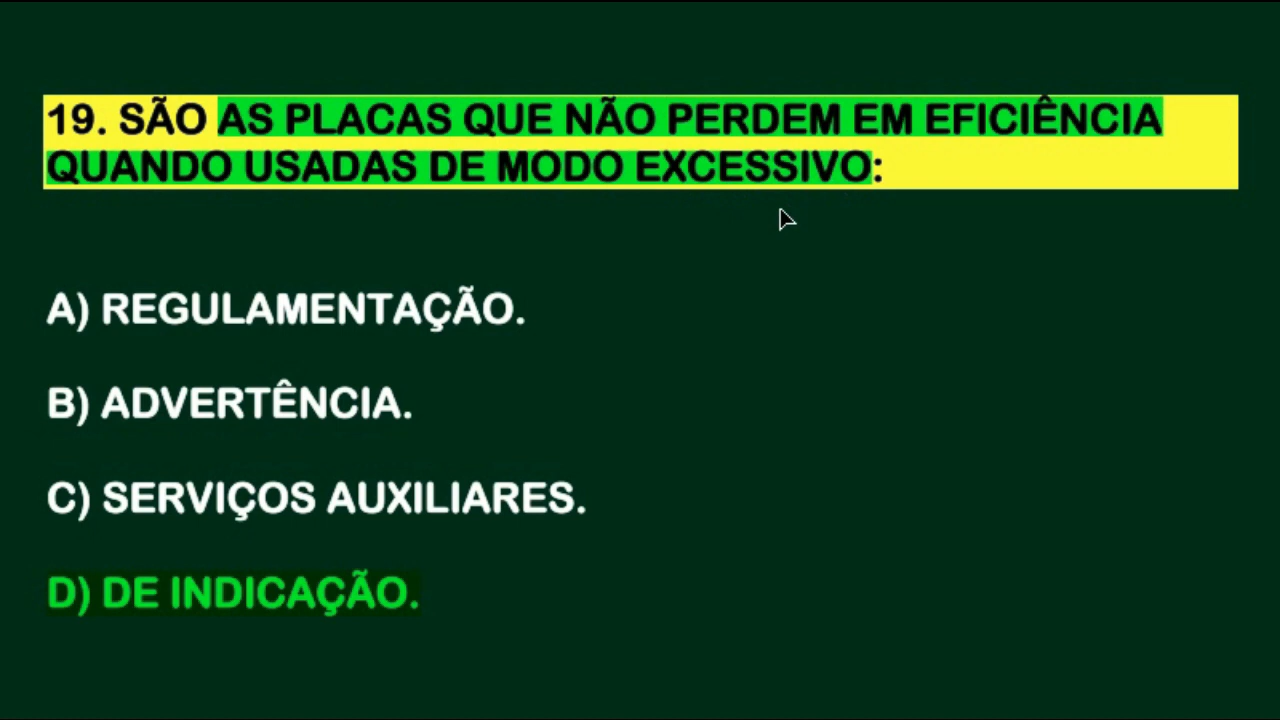 19. SÃO AS PLACAS QUE NÃO PERDEM EM EFICIÊNCIA
QUANDO USADAS DE MODO EXCESSIVO:
A) REGULAMENTAÇÃO.
B) ADVERTÊNCIA.
C) SERVIÇOS AUXILIARES.
D) DE INDICAÇÃO.